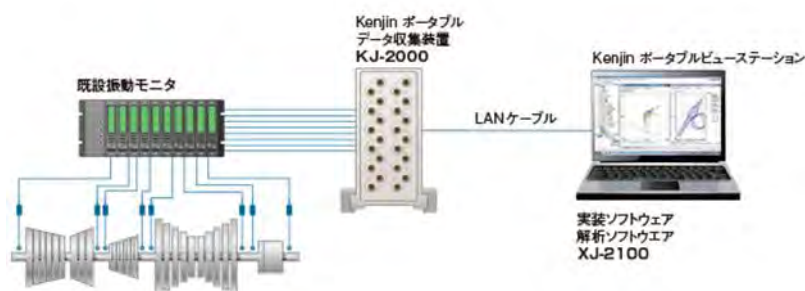 Kenjin ポータブル
データ収集装置
KJ-2000
Kenjin ポータブルビューステーション
既設振動モニタ
LANケーブル
実装ソフトウェア
解析ソフトウエア
XJ-2100